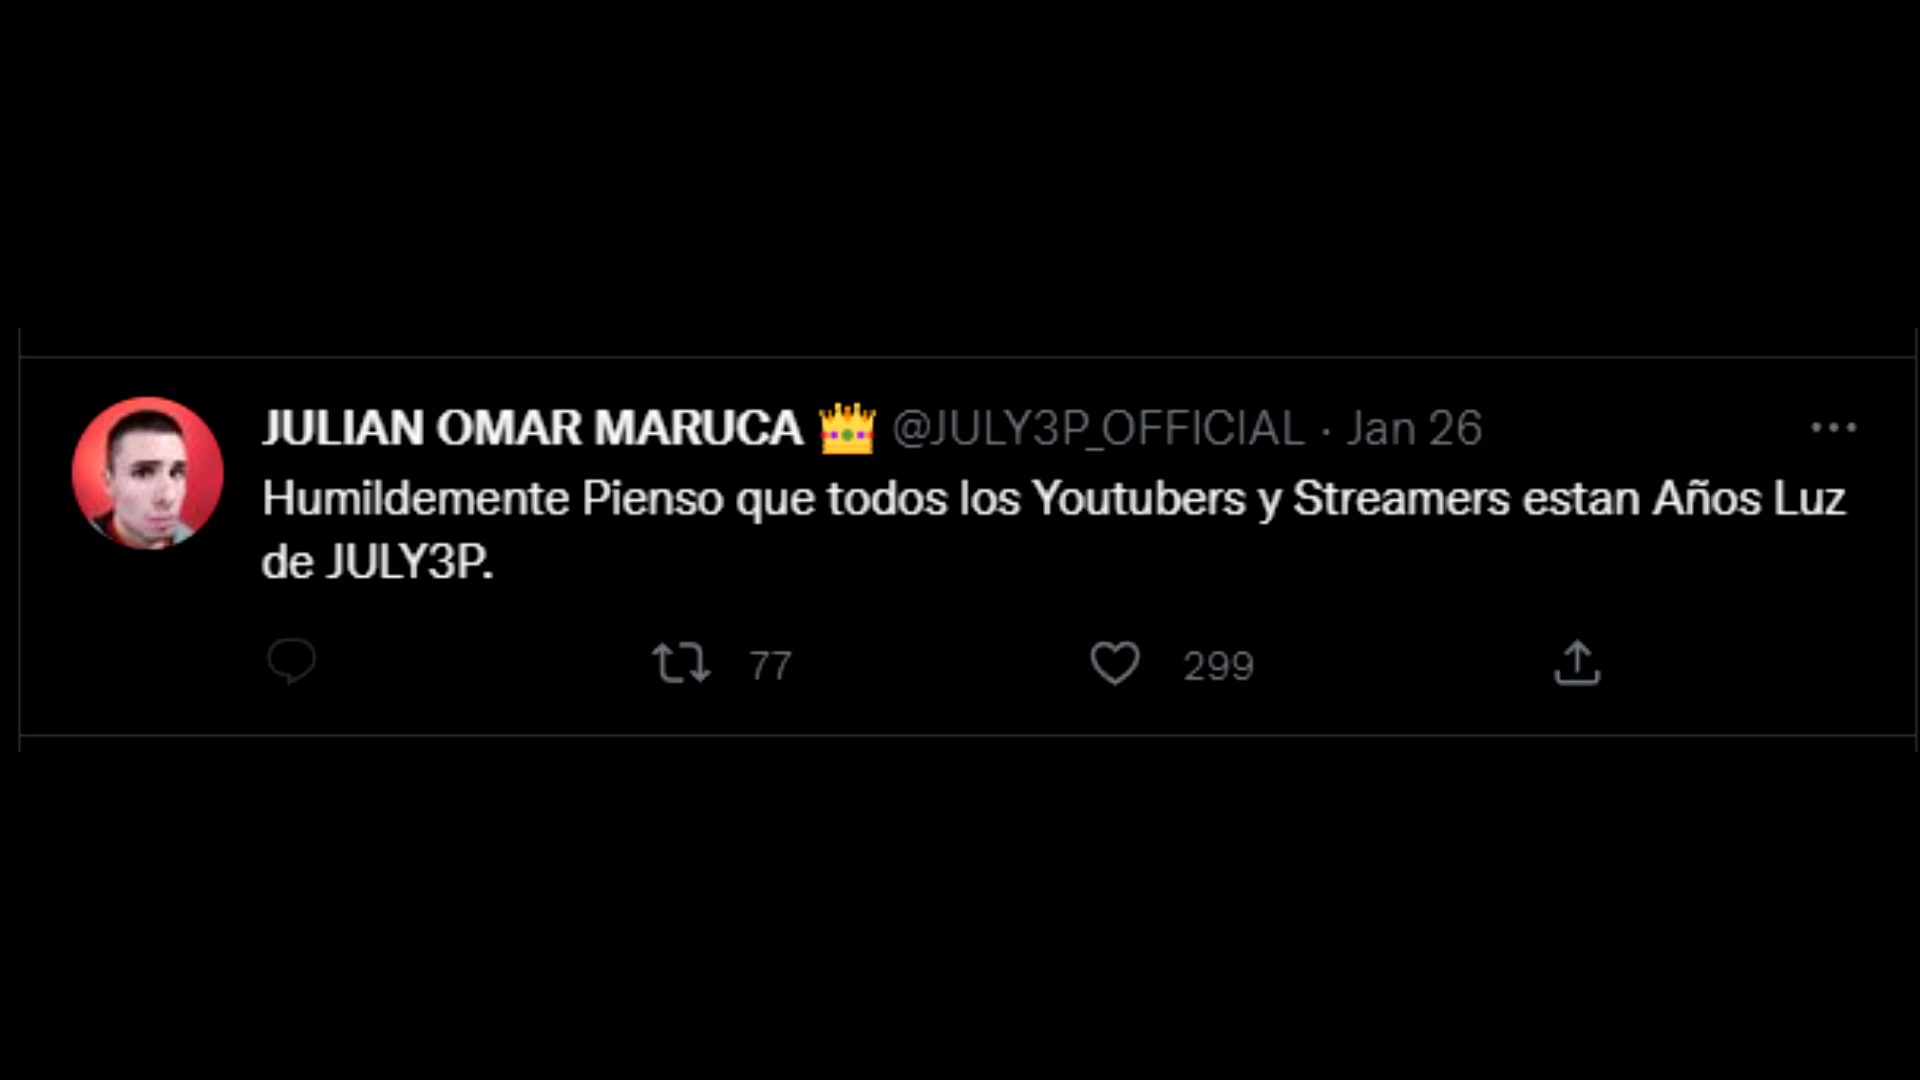 JULIAN OMAR MARUCA 👑 @JULY3P_OFFICIAL · Jan 26
Humildemente Pienso que todos los Youtubers y Streamers estan Años Luz
de JULY3P.
77 299